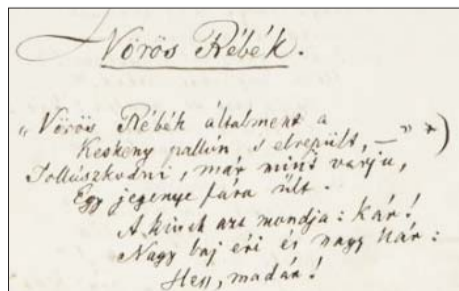 Vörös Rébék.
„Vörös Rébék általment a
Keskeny pallón s elrepült, —" *)
Tollászkodni, már mint varju,
Egy jegenye fára ült.
A kinek azt mondja: Kár!
Nagy baj éri és nagy kár:
Hess, madár!